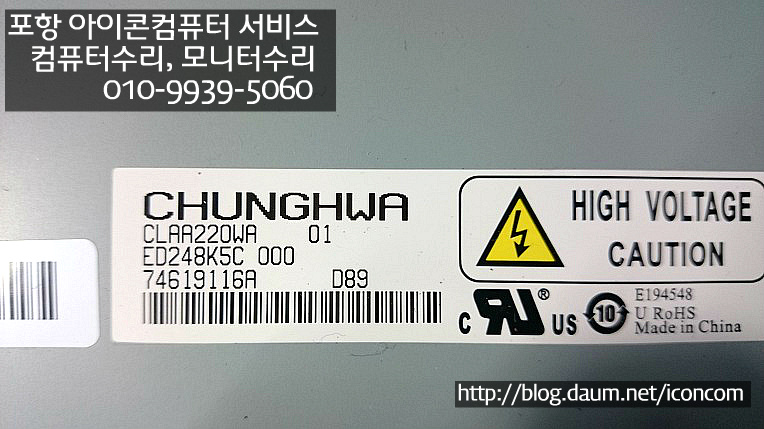 포항 아이콘컴퓨터 서비스
컴퓨터수리, 모니터수리
010-9939-5060
CHUNGHWA
CLAA220WA 01
ED248K5C 000
74619116A D89
HIGH VOLTAGE
CAUTION
c RU® US
10
E194548
U RoHS
Made in China
http://blog.daum.net/iconcom